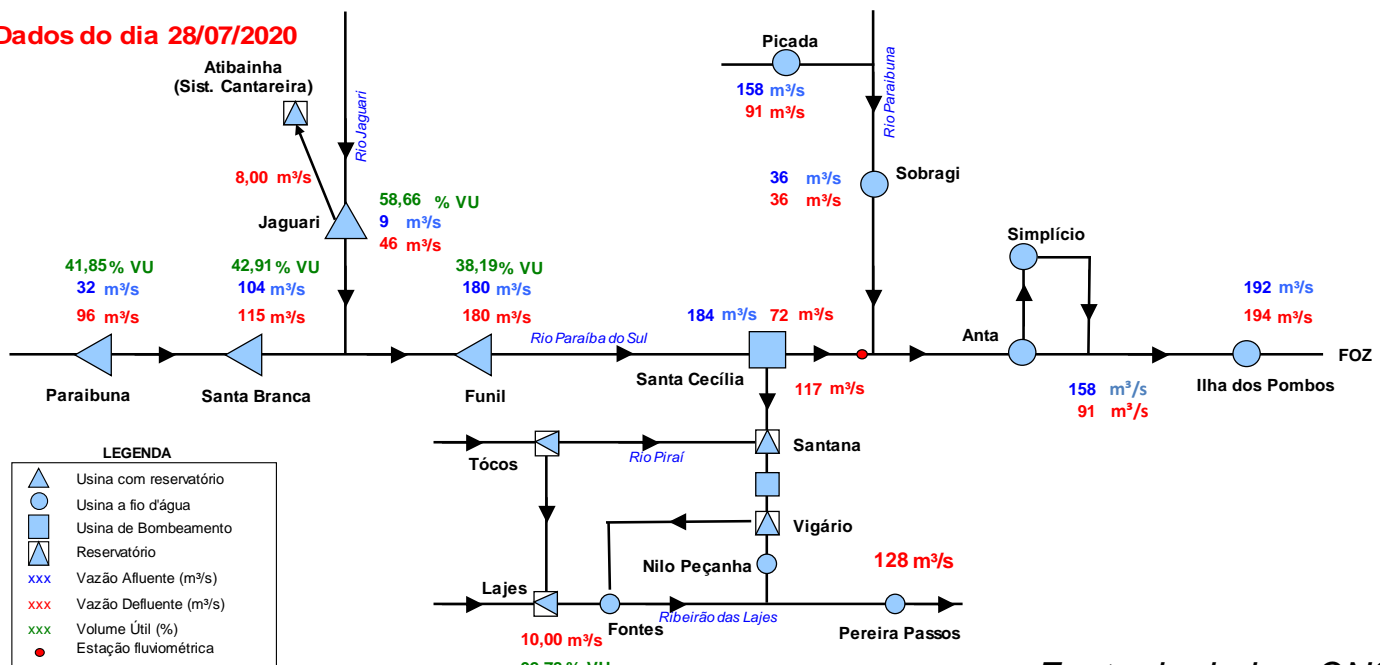 Dados do dia 28/07/2020
Atibainha
(Sist. Cantareira)
Rio Jaguari
8,00 m³/s
Jaguari
58,66 % VU
9 m³/s
46 m³/s
Picada
158 m³/s
91 m³/s
Rio Paraibuna
36 m³/s
36 m³/s
Sobragi
41,85 % VU
32 m³/s
96 m³/s
Paraibuna
42,91 % VU
104 m³/s
115 m³/s
Santa Branca
38,19 % VU
180 m³/s
180 m³/s
Funil
Rio Paraíba do Sul
184 m³/s 72 m³/s
Santa Cecília
117 m³/s
Simplício
Anta
158 m³/s
91 m³/s
192 m³/s
194 m³/s
Ilha dos Pombos
FOZ
Tócos
Rio Piraí
Santana
Vigário
Nilo Peçanha
128 m³/s
Lajes
Fontes
Ribeirão das Lajes
Pereira Passos
10,00 m³/s
LEGENDA
Usina com reservatório
Usina a fio d'água
Usina de Bombeamento
Reservatório
xxx Vazão Afluente (m³/s)
xxx Vazão Defluente (m³/s)
xxx Volume Útil (%)
Estação fluviométrica